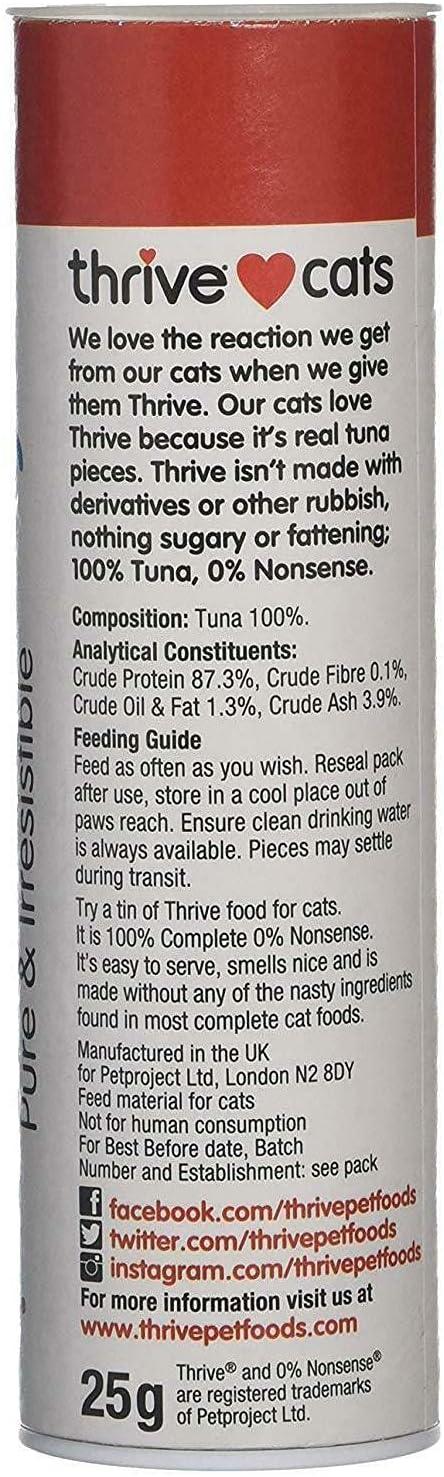 thrive cats
We love the reaction we get
from our cats when we give
them Thrive. Our cats love
Thrive because it's real tuna
pieces. Thrive isn't made with
derivatives or other rubbish,
nothing sugary or fattening;
100% Tuna, 0% Nonsense.
Composition: Tuna 100%.
Analytical Constituents:
Crude Protein 87.3%, Crude Fibre 0.1%,
Crude Oil & Fat 1.3%, Crude Ash 3.9%.
Feeding Guide
Feed as often as you wish. Reseal pack
after use, store in a cool place out of
paws reach. Ensure clean drinking water
is always available. Pieces may settle
during transit.
Try a tin of Thrive food for cats.
It is 100% Complete 0% Nonsense.
It's easy to serve, smells nice and is
made without any of the nasty ingredients
found in most complete cat foods.
Manufactured in the UK
for Petproject Ltd, London N2 8DY
Feed material for cats
Not for human consumption
For Best Before date, Batch
Number and Establishment: see pack
facebook.com/thrivepetfoods
twitter.com/thrivepetfoods
instagram.com/thrivepetfoods
For more information visit us at
www.thrivepetfoods.com
25g
Thrive® and 0% Nonsense®
are registered trademarks
of Petproject Ltd.
Pure & Irresistible